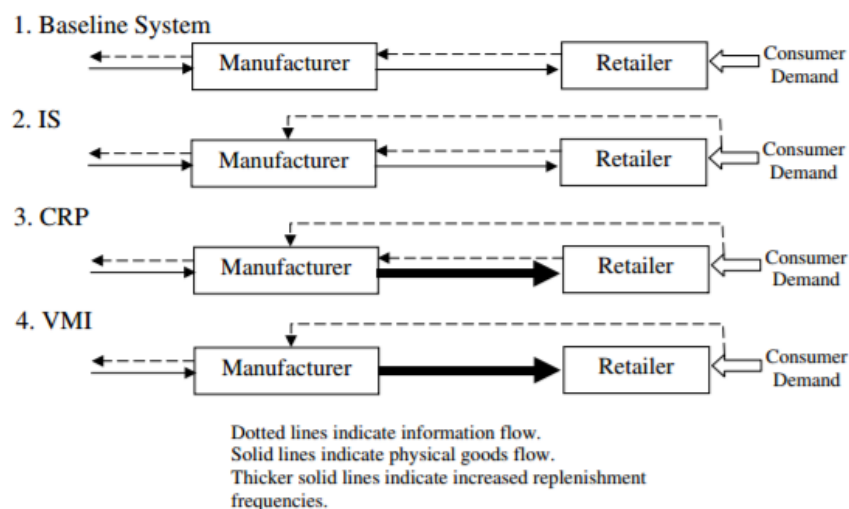 1. Baseline System
Manufacturer
Retailer
Consumer
Demand
2. IS
Manufacturer
Retailer
Consumer
Demand
3. CRP
Manufacturer
Retailer
Consumer
Demand
4. VMI
Manufacturer
Retailer
Consumer
Demand
Dotted lines indicate information flow.
Solid lines indicate physical goods flow.
Thicker solid lines indicate increased replenishment
frequencies.